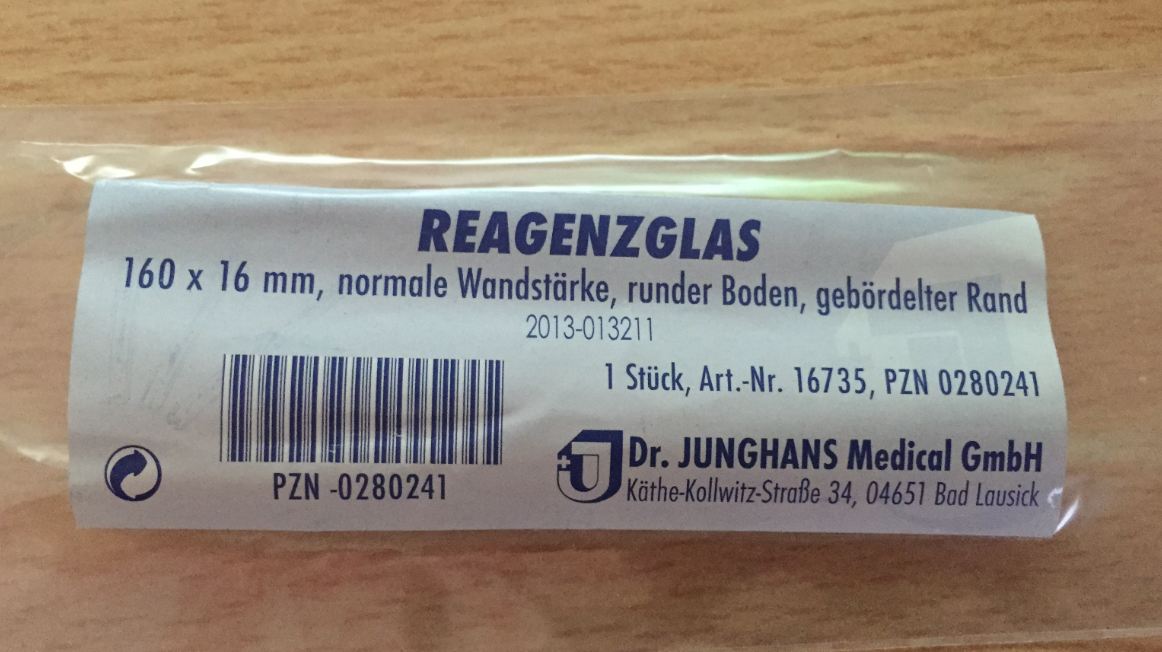 REAGENZGLAS
160 x 16 mm, normale Wandstärke, runder Boden, gebördelter Rand
2013-013211
1 Stück, Art.-Nr. 16735, PZN 0280241
PZN -0280241
Dr. JUNGHANS Medical GmbH
Käthe-Kollwitz-Straße 34, 04651 Bad Lausick